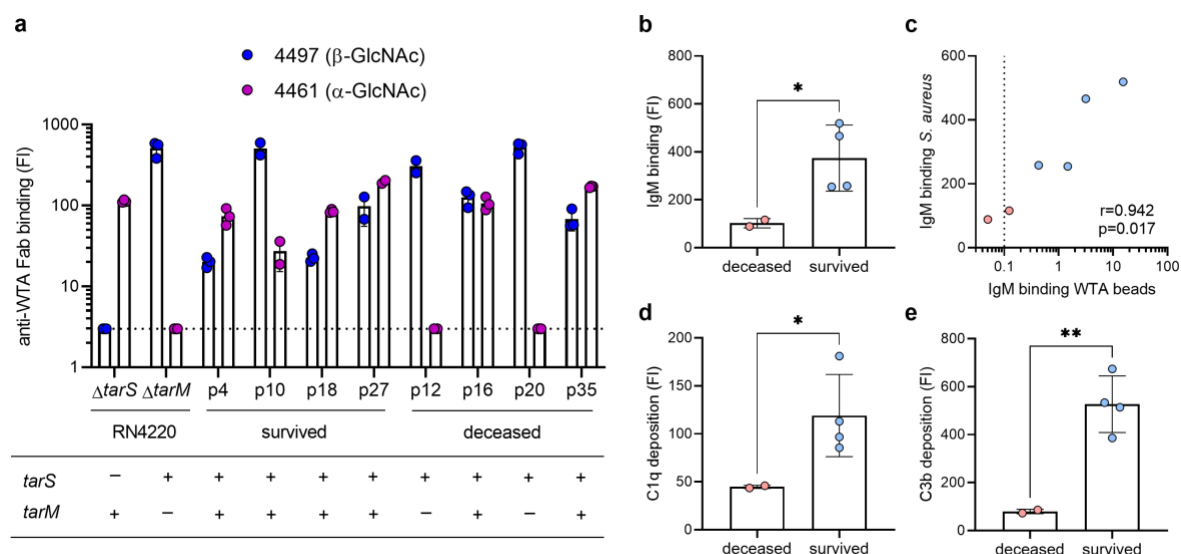 a
4497 (β-GlcNAc)
4461 (α-GlcNAc)
anti-WTA Fab binding (FI)
1000
100
10
1
ΔtarS ΔtarM p4 p10 p18 p27 p12 p16 p20 p35
RN4220 survived deceased
tarS – + + + + + + + + +
tarM + – + + + + – + – +
b
IgM binding (FI)
800
600
400
200
0
*
deceased survived
c
IgM binding S. aureus
600
400
200
0
r=0.942
p=0.017
0.1 1 10 100
IgM binding WTA beads
d
C1q deposition (FI)
200
150
100
50
0
*
deceased survived
e
C3b deposition (FI)
800
600
400
200
0
**
deceased survived